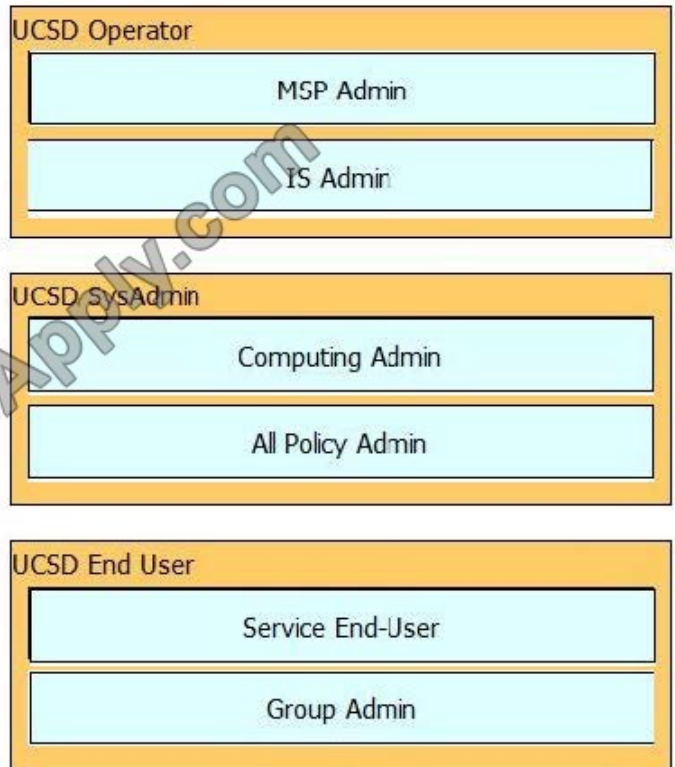 UCSD Operator
MSP Admin
IS Admin
UCSD SysAdmin
Computing Admin
All Policy Admin
UCSD End User
Service End-User
Group Admin
Apply.com